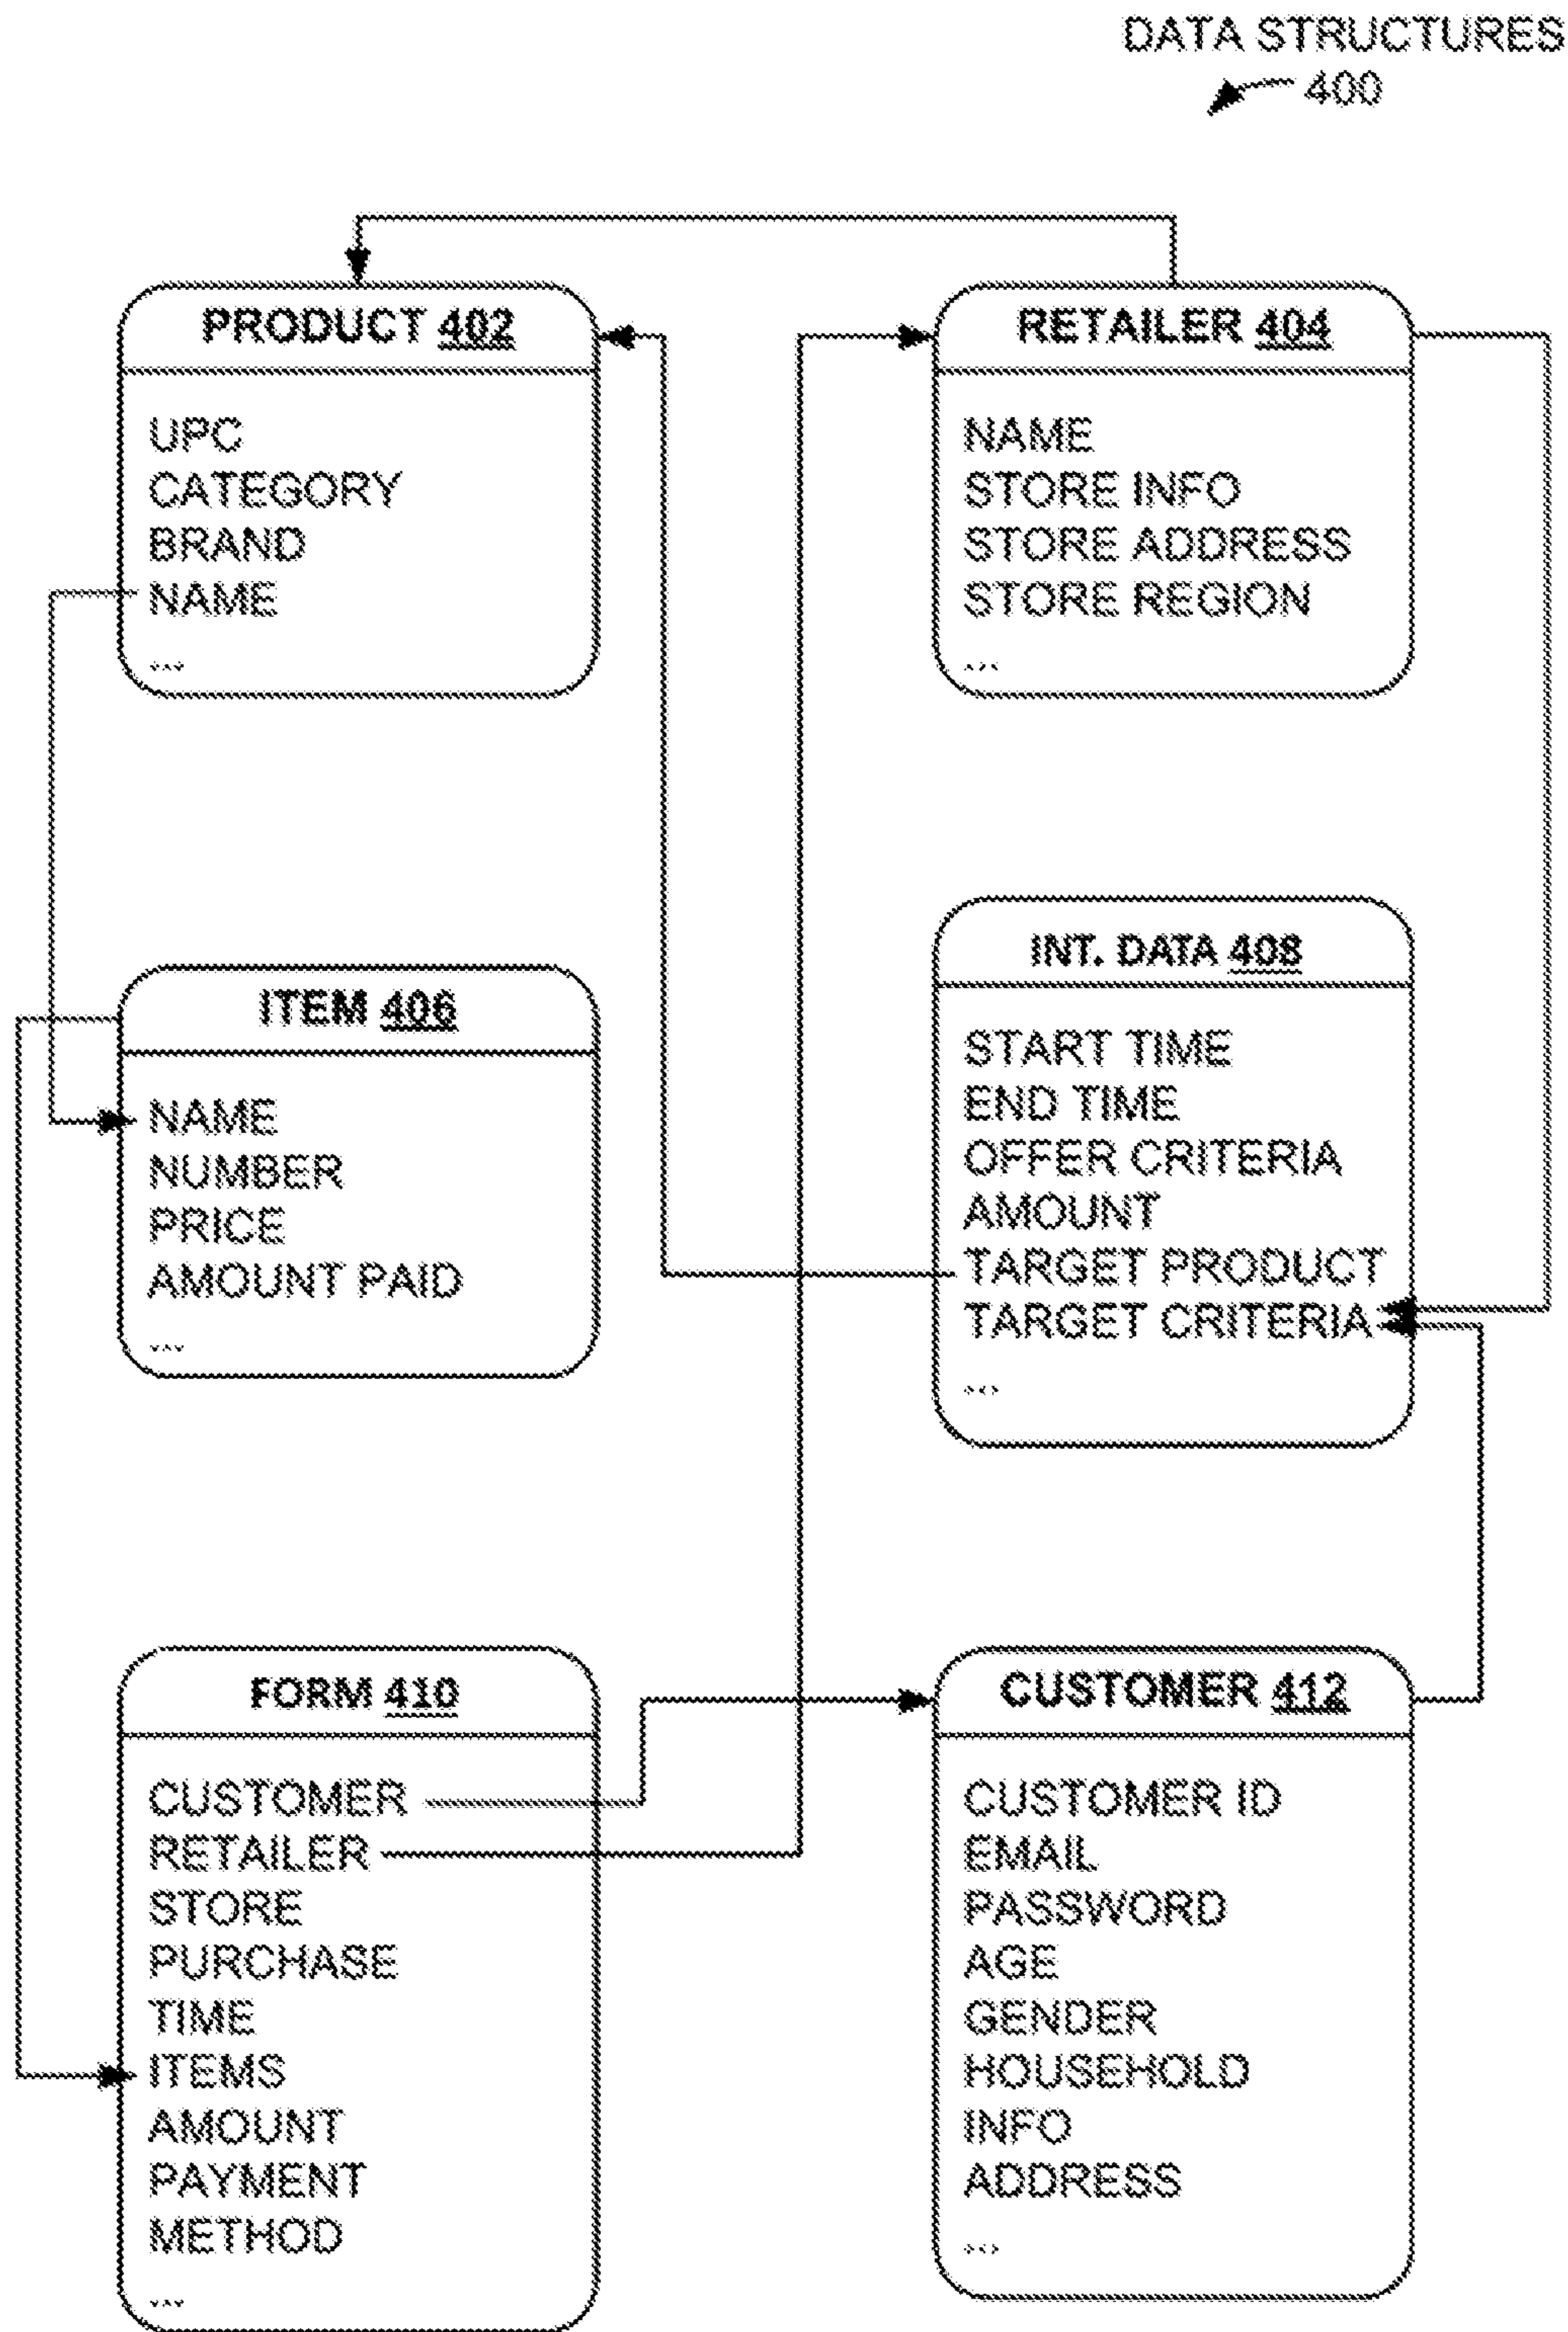 DATA STRUCTURES
400
PRODUCT 402
UPC
CATEGORY
BRAND
NAME
...
RETAILER 404
NAME
STORE INFO
STORE ADDRESS
STORE REGION
...
ITEM 406
NAME
NUMBER
PRICE
AMOUNT PAID
...
INT. DATA 408
START TIME
END TIME
OFFER CRITERIA
AMOUNT
TARGET PRODUCT
TARGET CRITERIA
...
FORM 410
CUSTOMER
RETAILER
STORE
PURCHASE
TIME
ITEMS
AMOUNT
PAYMENT
METHOD
...
CUSTOMER 412
CUSTOMER ID
EMAIL
PASSWORD
AGE
GENDER
HOUSEHOLD
INFO
ADDRESS
...